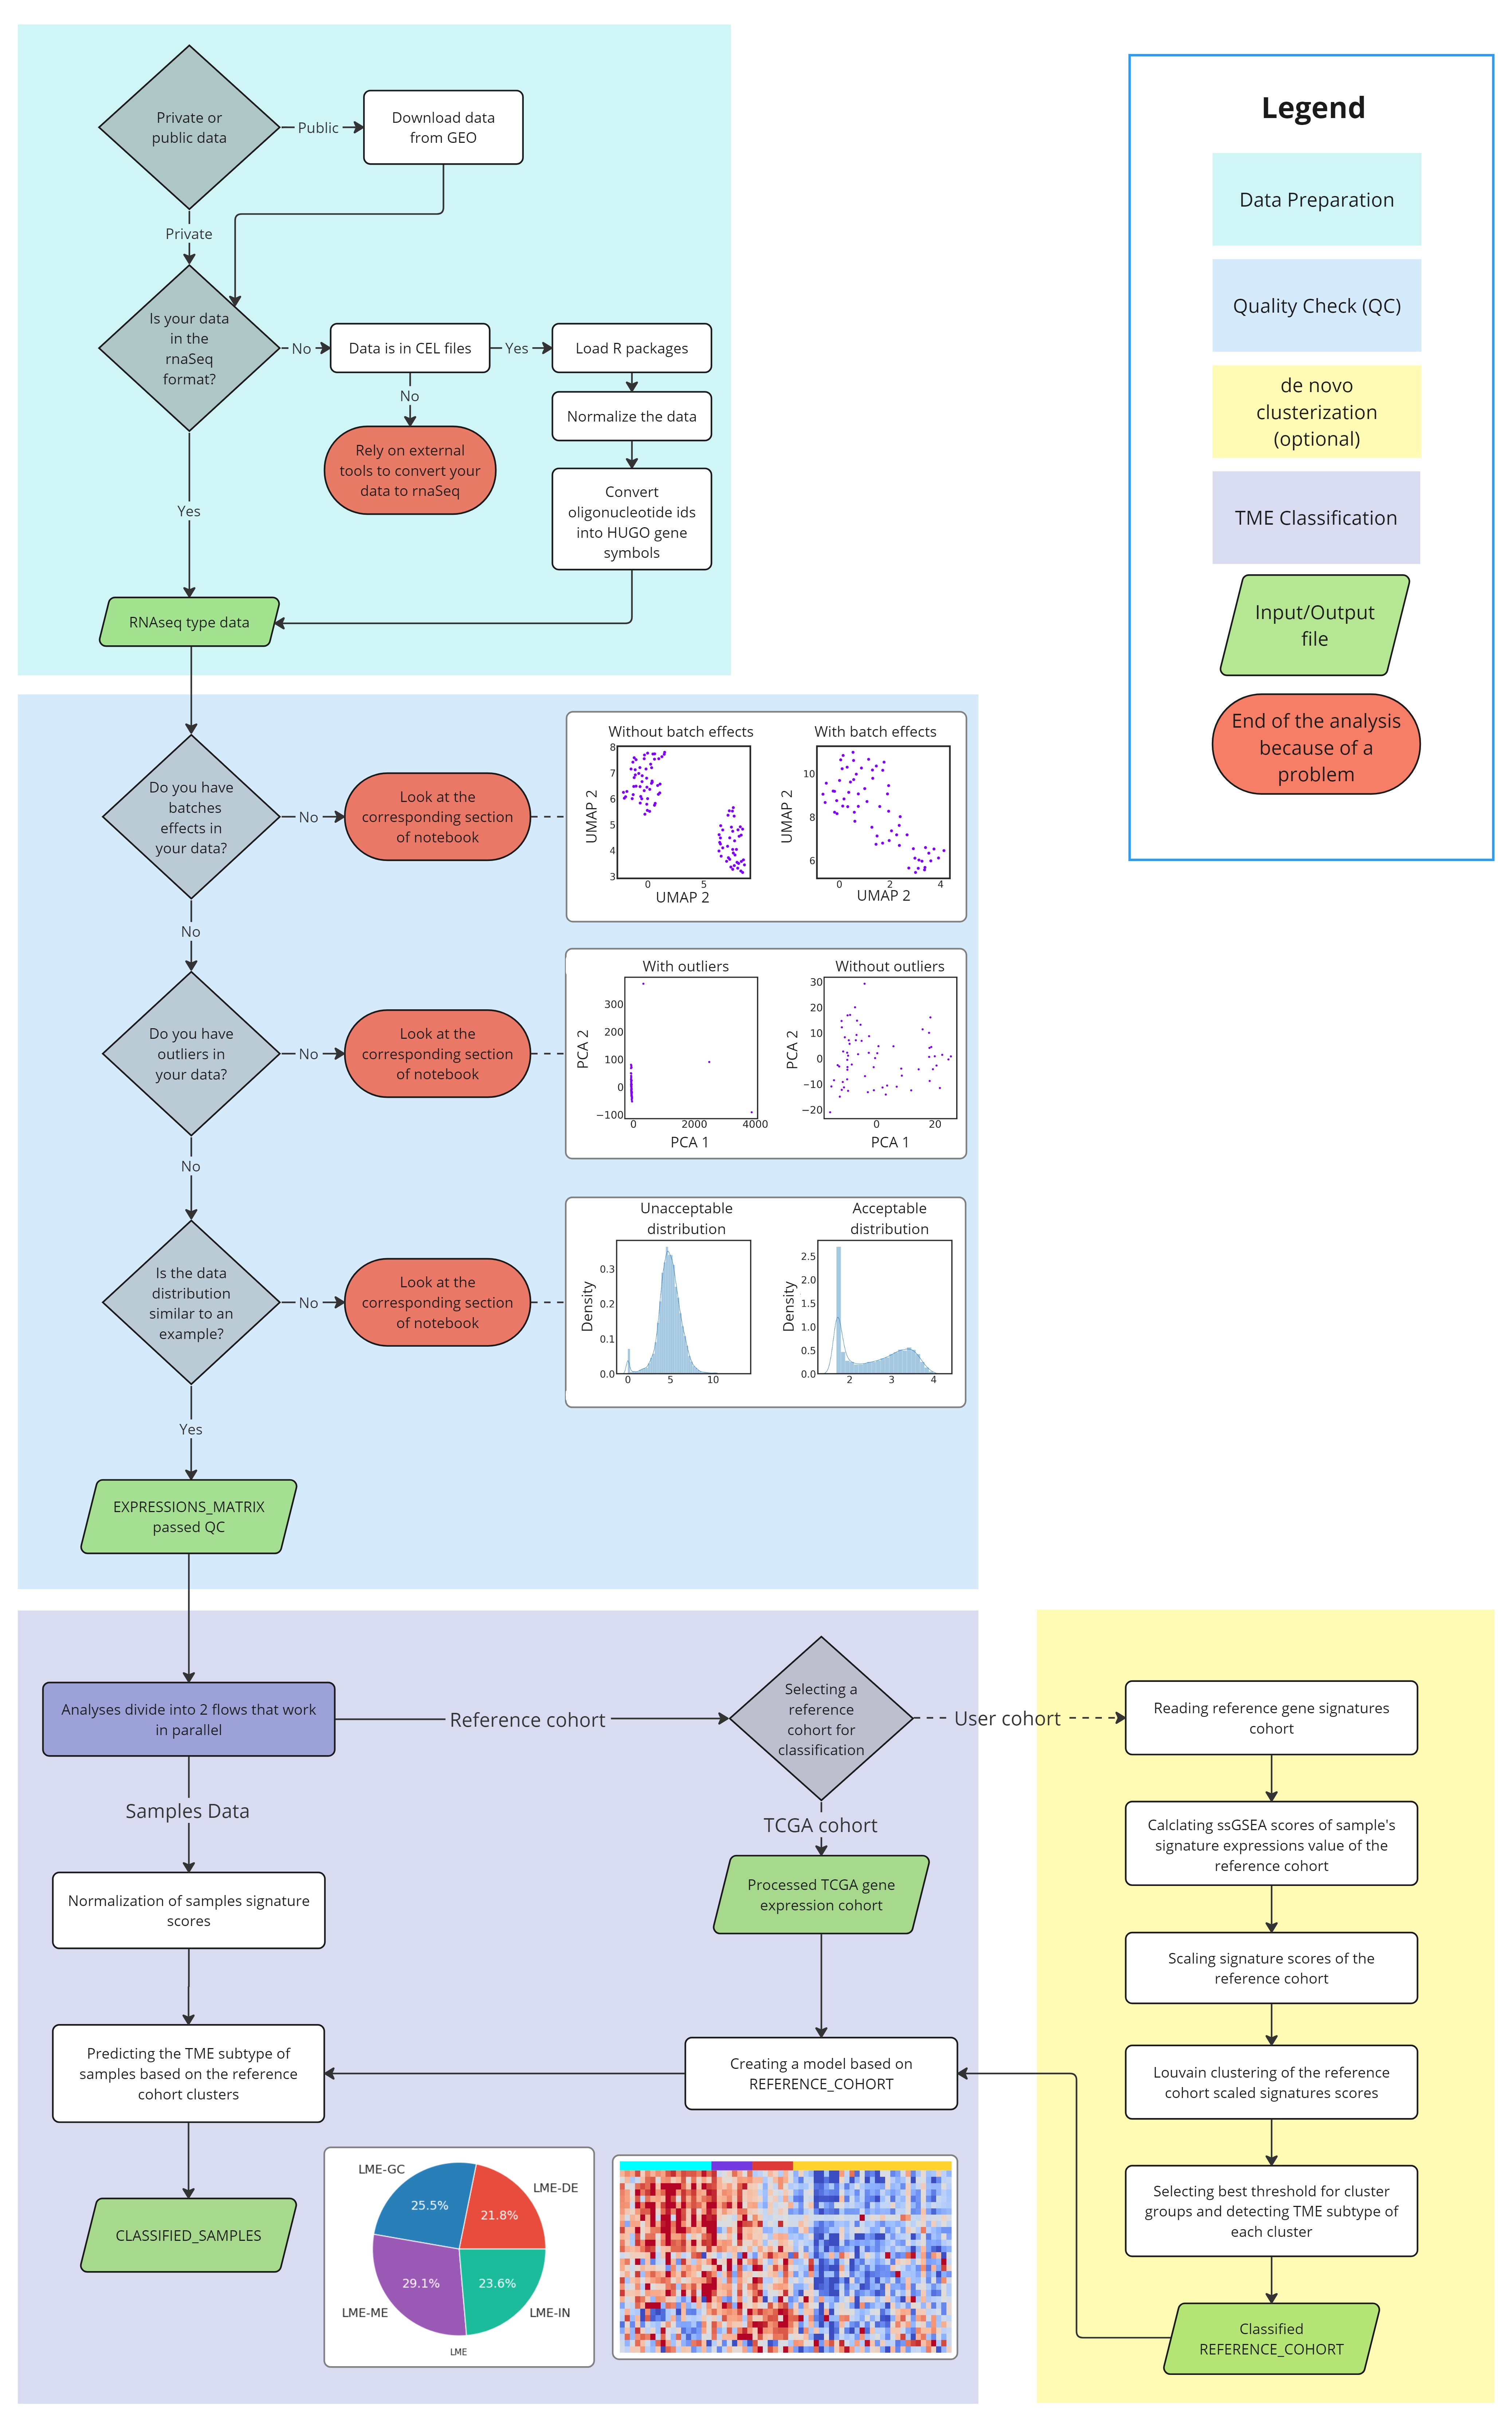 Private or
public data
Public
Download data
from GEO
Private
Is your data
in the
rnaSeq
format?
No
Data is in CEL files
Yes
Load R packages
No
Normalize the data
Rely on external
tools to convert your
data to rnaSeq
Convert
oligonucleotide ids
into HUGO gene
symbols
Yes
RNAseq type data
Legend
Data Preparation
Quality Check (QC)
de novo
clusterization
(optional)
TME Classification
Input/Output
file
End of the analysis
because of a
problem
Do you have
batches
effects in
your data?
No
Look at the
corresponding section
of notebook
Without batch effects
8
7
6
5
4
3
0
5
UMAP 2
UMAP 2
With batch effects
10
8
6
0
2
4
UMAP 2
UMAP 2
No
Do you have
outliers in
your data?
No
Look at the
corresponding section
of notebook
With outliers
300
200
100
0
−100
0
2000
4000
PCA 2
PCA 1
Without outliers
30
20
10
0
−10
−20
0
20
PCA 2
PCA 1
No
Is the data
distribution
similar to an
example?
No
Look at the
corresponding section
of notebook
Unacceptable
distribution
0.3
0.2
0.1
0.0
0
5
10
Density
Acceptable
distribution
2.5
2.0
1.5
1.0
0.5
0.0
2
3
4
Density
Yes
EXPRESSIONS_MATRIX
passed QC
Analyses divide into 2 flows that work
in parallel
Reference cohort
Selecting a
reference
cohort for
classification
User cohort
Reading reference gene signatures
cohort
Samples Data
TCGA cohort
Calclating ssGSEA scores of sample's
signature expressions value of the
reference cohort
Normalization of samples signature
scores
Processed TCGA gene
expression cohort
Scaling signature scores of the
reference cohort
Predicting the TME subtype of
samples based on the reference
cohort clusters
Creating a model based on
REFERENCE_COHORT
Louvain clustering of the reference
cohort scaled signatures scores
Selecting best threshold for cluster
groups and detecting TME subtype of
each cluster
CLASSIFIED_SAMPLES
LME-GC
25.5%
LME-DE
21.8%
29.1%
23.6%
LME-ME
LME-IN
LME
Classified
REFERENCE_COHORT